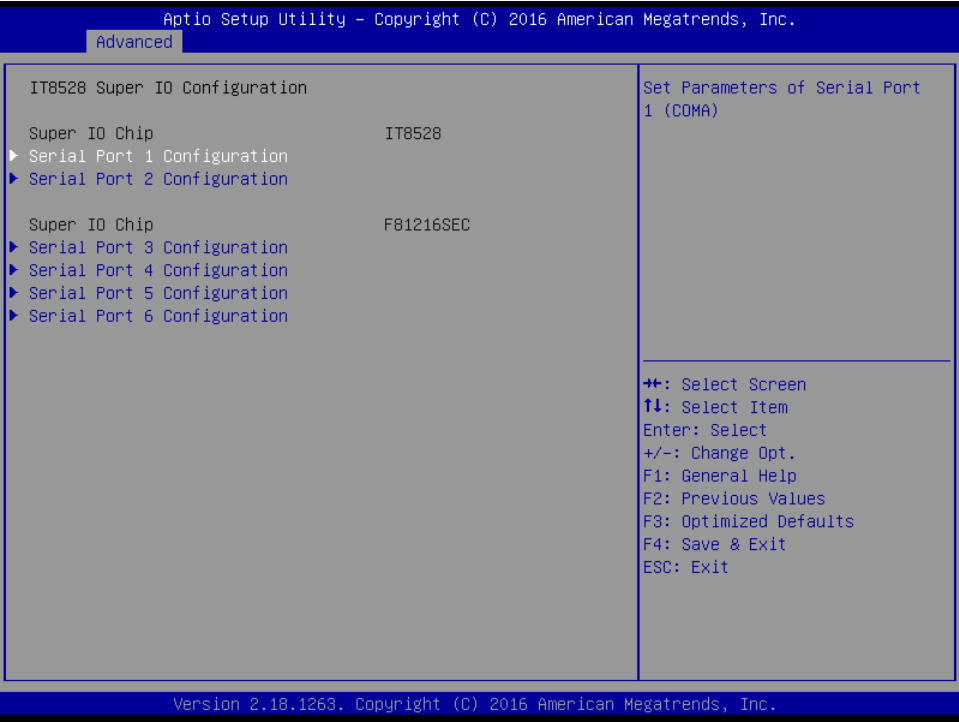 Aptio Setup Utility – Copyright (C) 2016 American Megatrends, Inc.
Advanced
IT8528 Super IO Configuration
Super IO Chip IT8528
Serial Port 1 Configuration
Serial Port 2 Configuration
Super IO Chip F81216SEC
Serial Port 3 Configuration
Serial Port 4 Configuration
Serial Port 5 Configuration
Serial Port 6 Configuration
Set Parameters of Serial Port
1 (COMA)
→←: Select Screen
↑↓: Select Item
Enter: Select
+/-: Change Opt.
F1: General Help
F2: Previous Values
F3: Optimized Defaults
F4: Save & Exit
ESC: Exit
Version 2.18.1263. Copyright (C) 2016 American Megatrends, Inc.